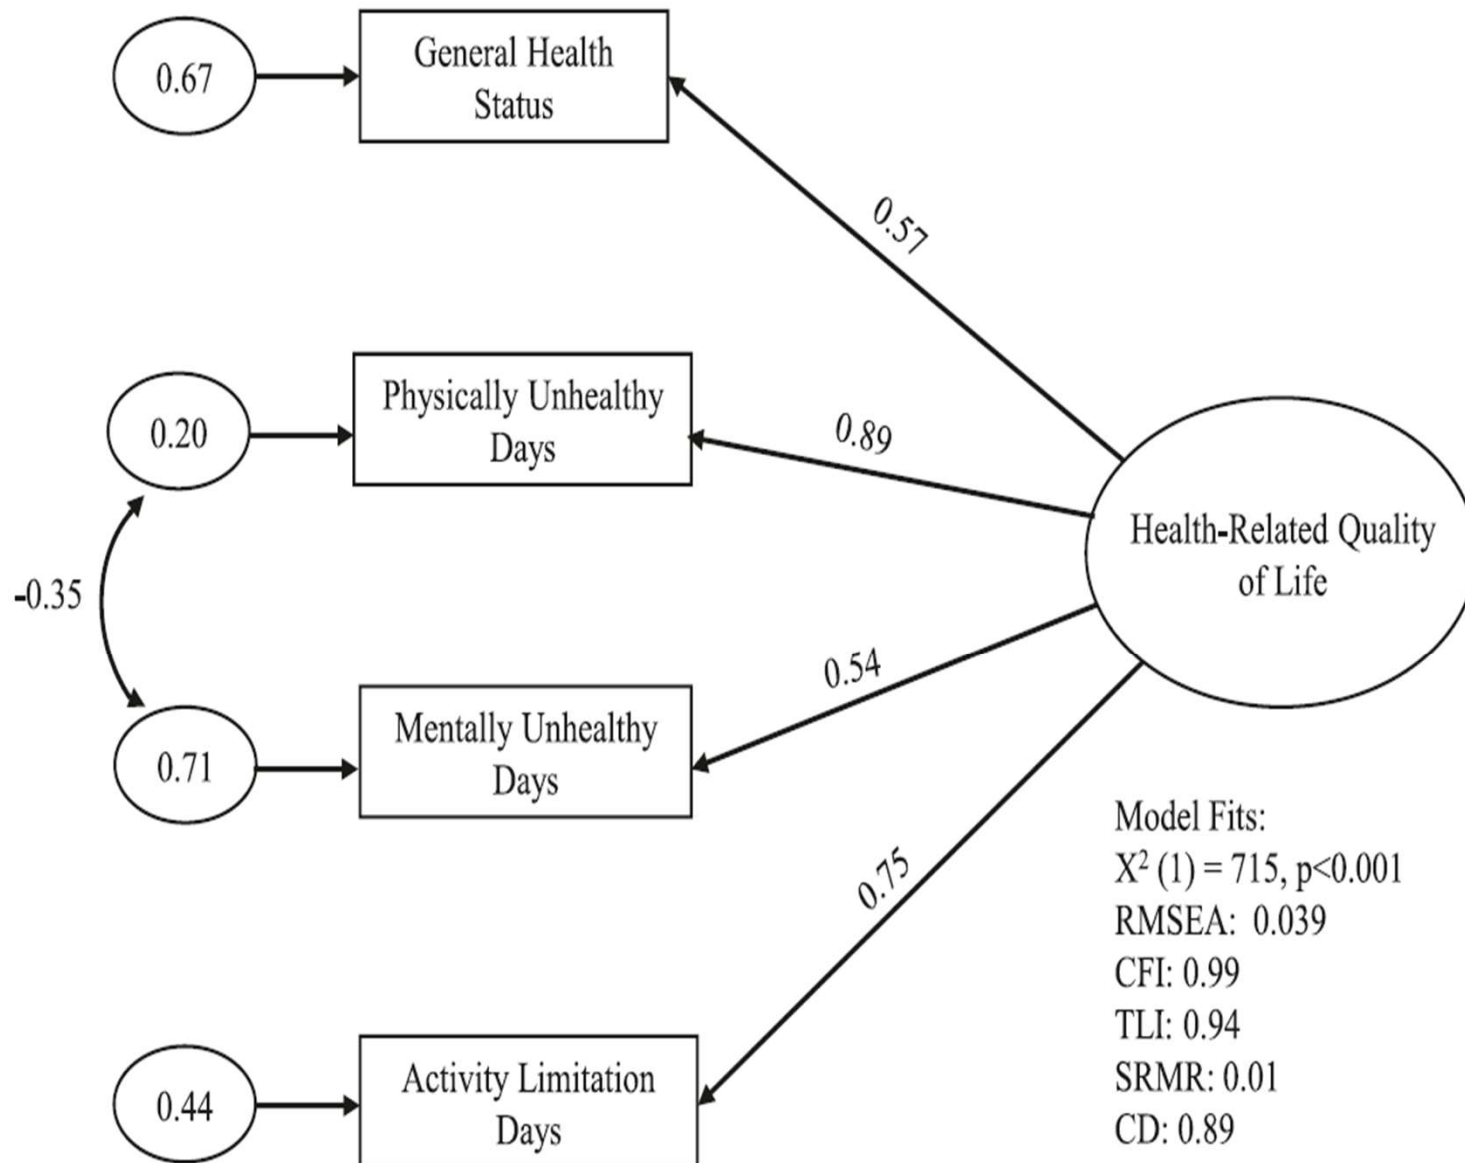 0.67
General Health
Status
0.57
0.20
Physically Unhealthy
Days
0.89
Health-Related Quality
of Life
-0.35
0.71
Mentally Unhealthy
Days
0.54
0.75
0.44
Activity Limitation
Days
Model Fits:
X² (1) = 715, p<0.001
RMSEA: 0.039
CFI: 0.99
TLI: 0.94
SRMR: 0.01
CD: 0.89